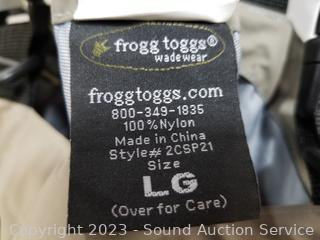 frogg toggs®
wadewear
froggtoggs.com
800-349-1835
100% Nylon
Made in China
Style# 2CSP21
Size
LG
(Over for Care)
Copyright 2023 - Sound Auction Service